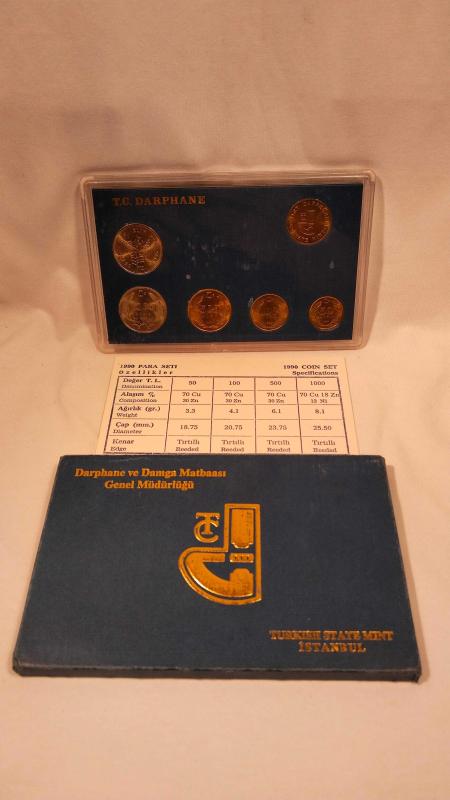 T.C. DARPHANE
1990 PARA SETİ 1990 COIN SET
Özellikler Specifications
Değer T. L. 50 100 500 1000
Denomination
Alaşım % 70 Cu 70 Cu 70 Cu 70 Cu 18 Zn
Composition 30 Zn 30 Zn 30 Zn 12 Ni
Ağırlık (gr.) 3.3 4.1 6.1 8.1
Weight
Çap (mm.) 18.75 20.75 23.75 25.50
Diameter
Kenar Tırtıllı Tırtıllı Tırtıllı Tırtıllı
Edge Reeded Reeded Reeded Reeded
Darphane ve Damga Matbaası
Genel Müdürlüğü
TC
TURKISH STATE MINT
İSTANBUL